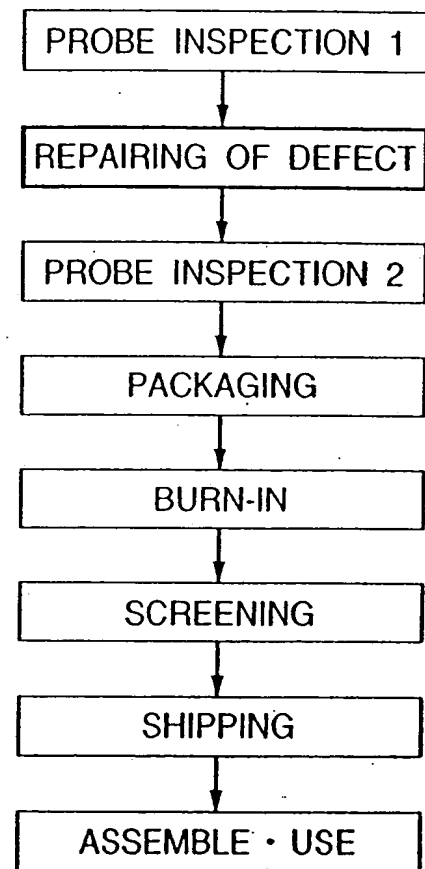 PROBE INSPECTION 1
REPAIRING OF DEFECT
PROBE INSPECTION 2
PACKAGING
BURN-IN
SCREENING
SHIPPING
ASSEMBLE・USE